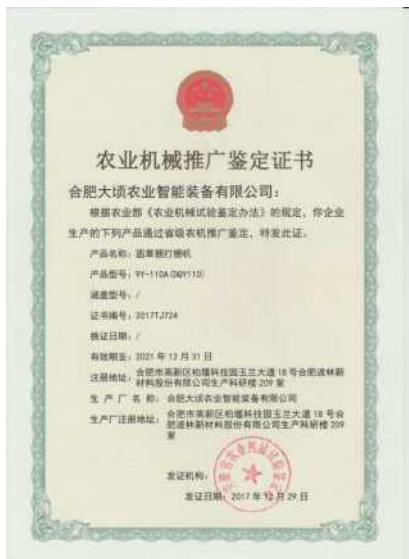 农业机械推广鉴定证书
合肥大顷农业智能装备有限公司：
根据农业部《农业机械试验鉴定办法》的规定，你企业
生产的下列产品通过省级农机推广鉴定，特发此证。
产品名称：圆草捆打捆机
产品型号：9Y-110A(DQY110)
涵盖型号：/
证书编号：2017TJ724
换证日期：/
有效期至：2021 年 12 月 31 日
注册地址：合肥市高新区柏堰科技园玉兰大道 18 号合肥波林新
材料股份有限公司生产科研楼 209 室
生 产 厂 名 称：合肥大顷农业智能装备有限公司
生产厂注册地址：合肥市高新区柏堰科技园玉兰大道 18 号合
肥波林新材料股份有限公司生产科研楼 209
室
发证机构：
发证日期：2017 年 12 月 29 日